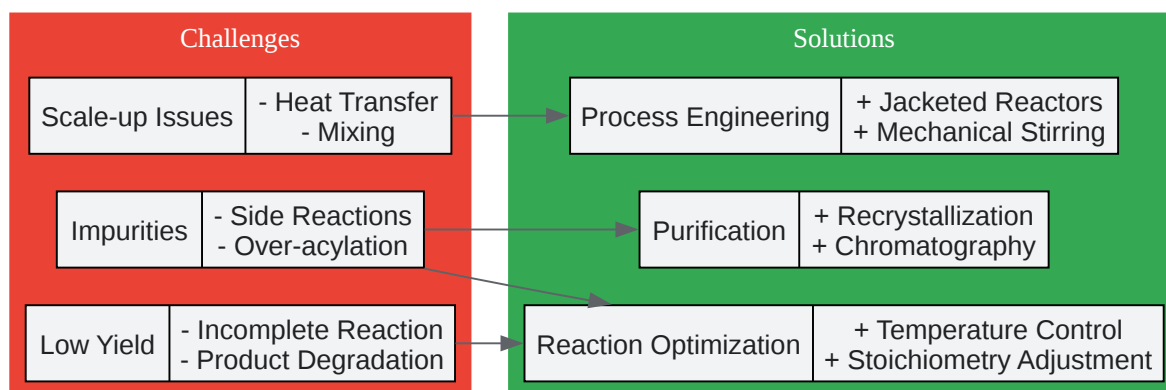 Challenges
Scale-up Issues
- Heat Transfer
- Mixing
Impurities
- Side Reactions
- Over-acylation
Low Yield
- Incomplete Reaction
- Product Degradation
Solutions
Process Engineering
+ Jacketed Reactors
+ Mechanical Stirring
Purification
+ Recrystallization
+ Chromatography
Reaction Optimization
+ Temperature Control
+ Stoichiometry Adjustment